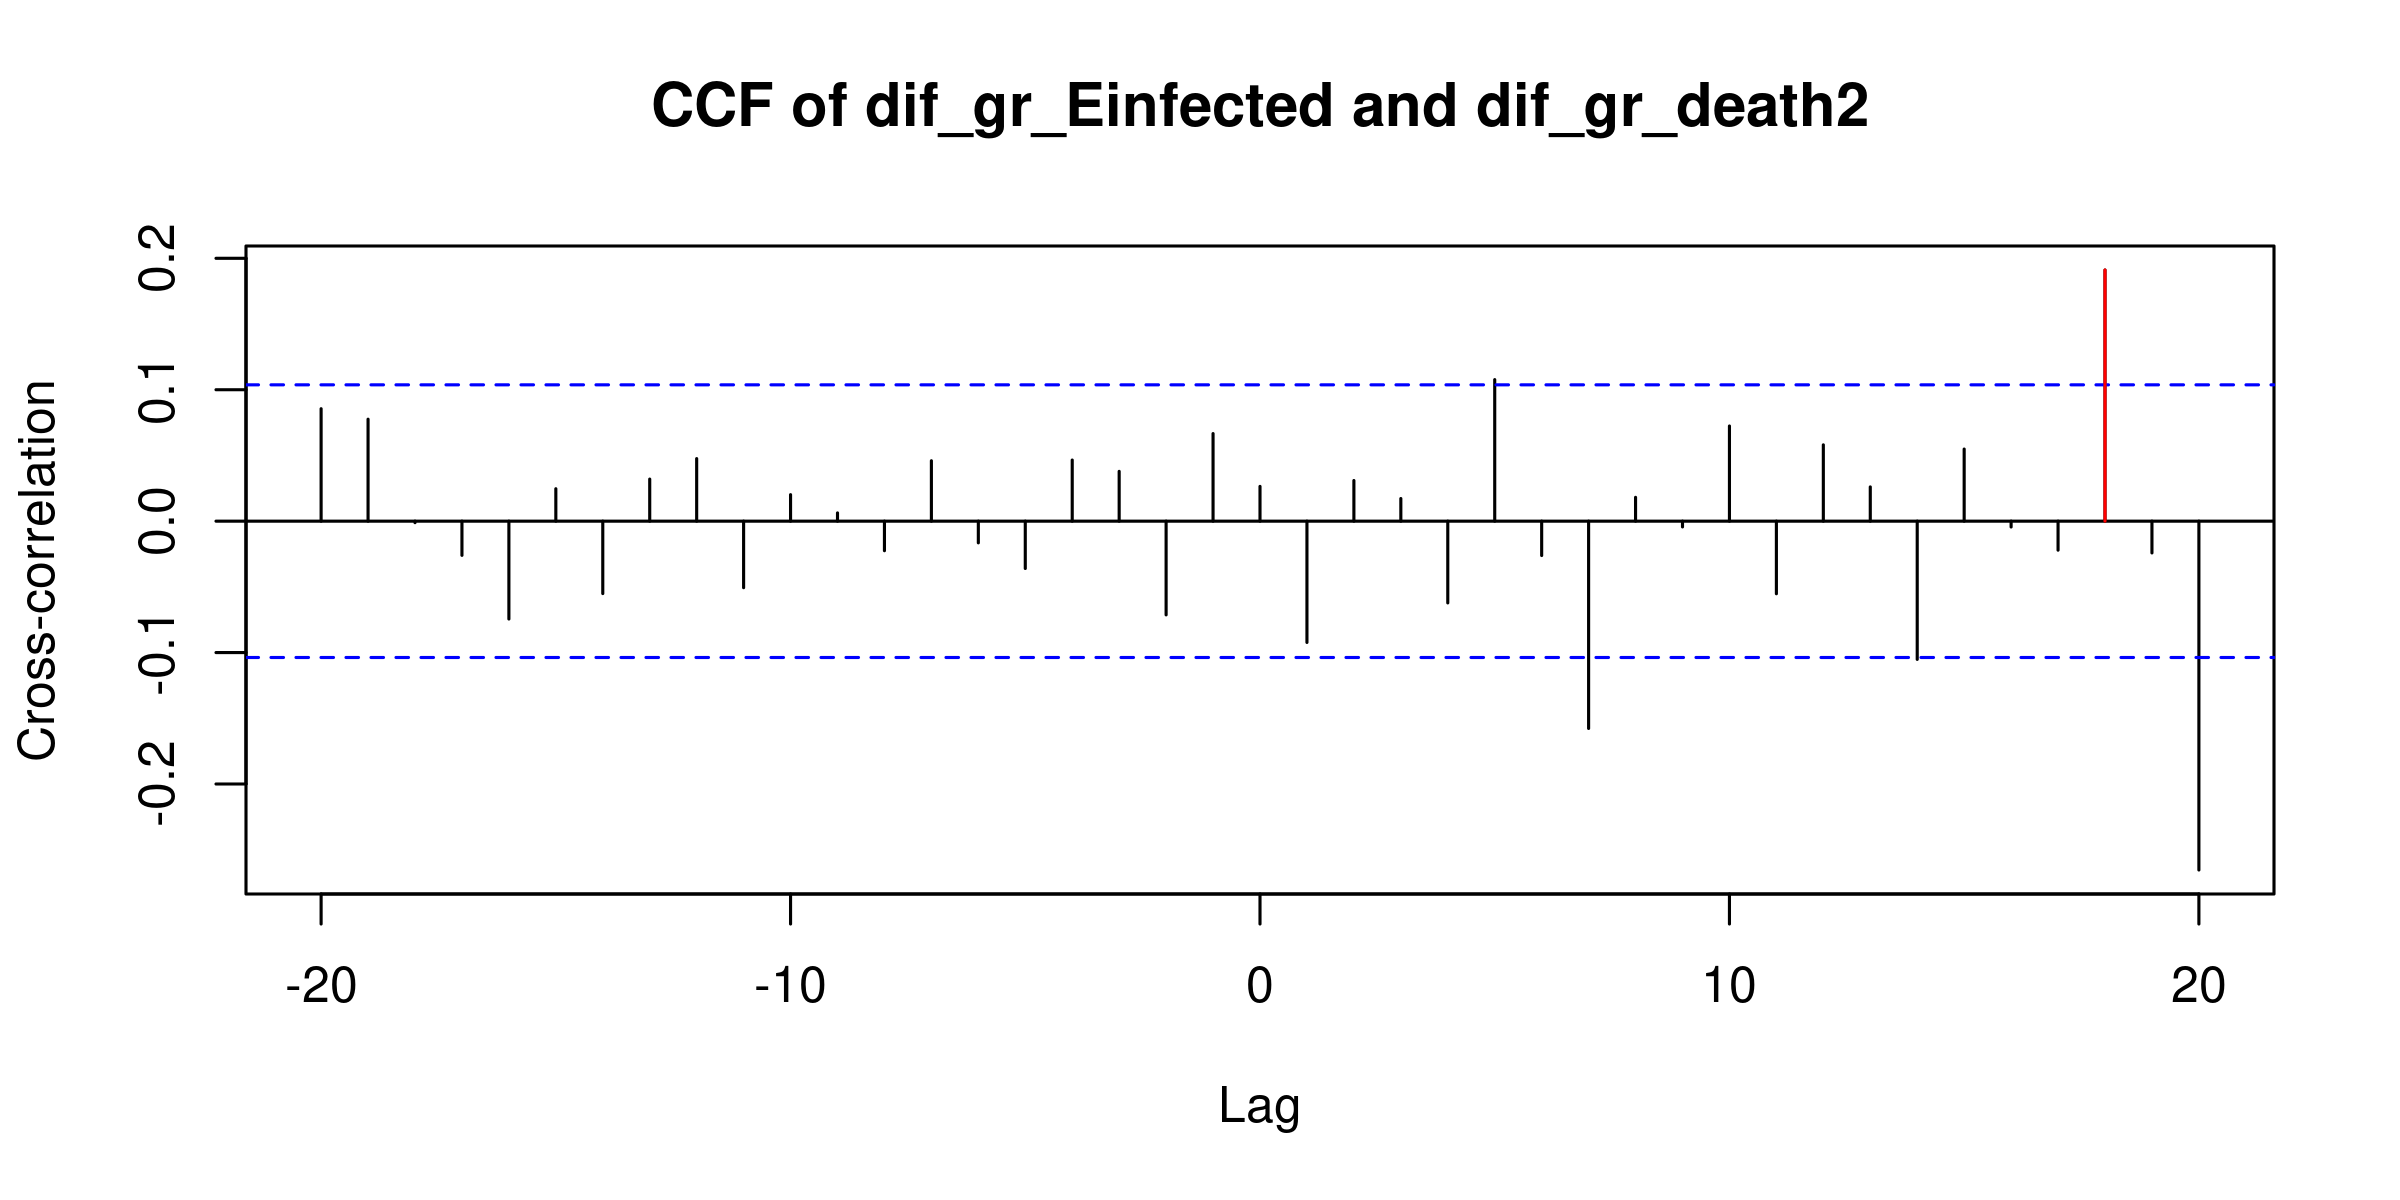 CCF of dif_gr_Einfected and dif_gr_death2
Cross-correlation
0.2
0.1
0.0
-0.1
-0.2
-20 -10 0 10 20
Lag